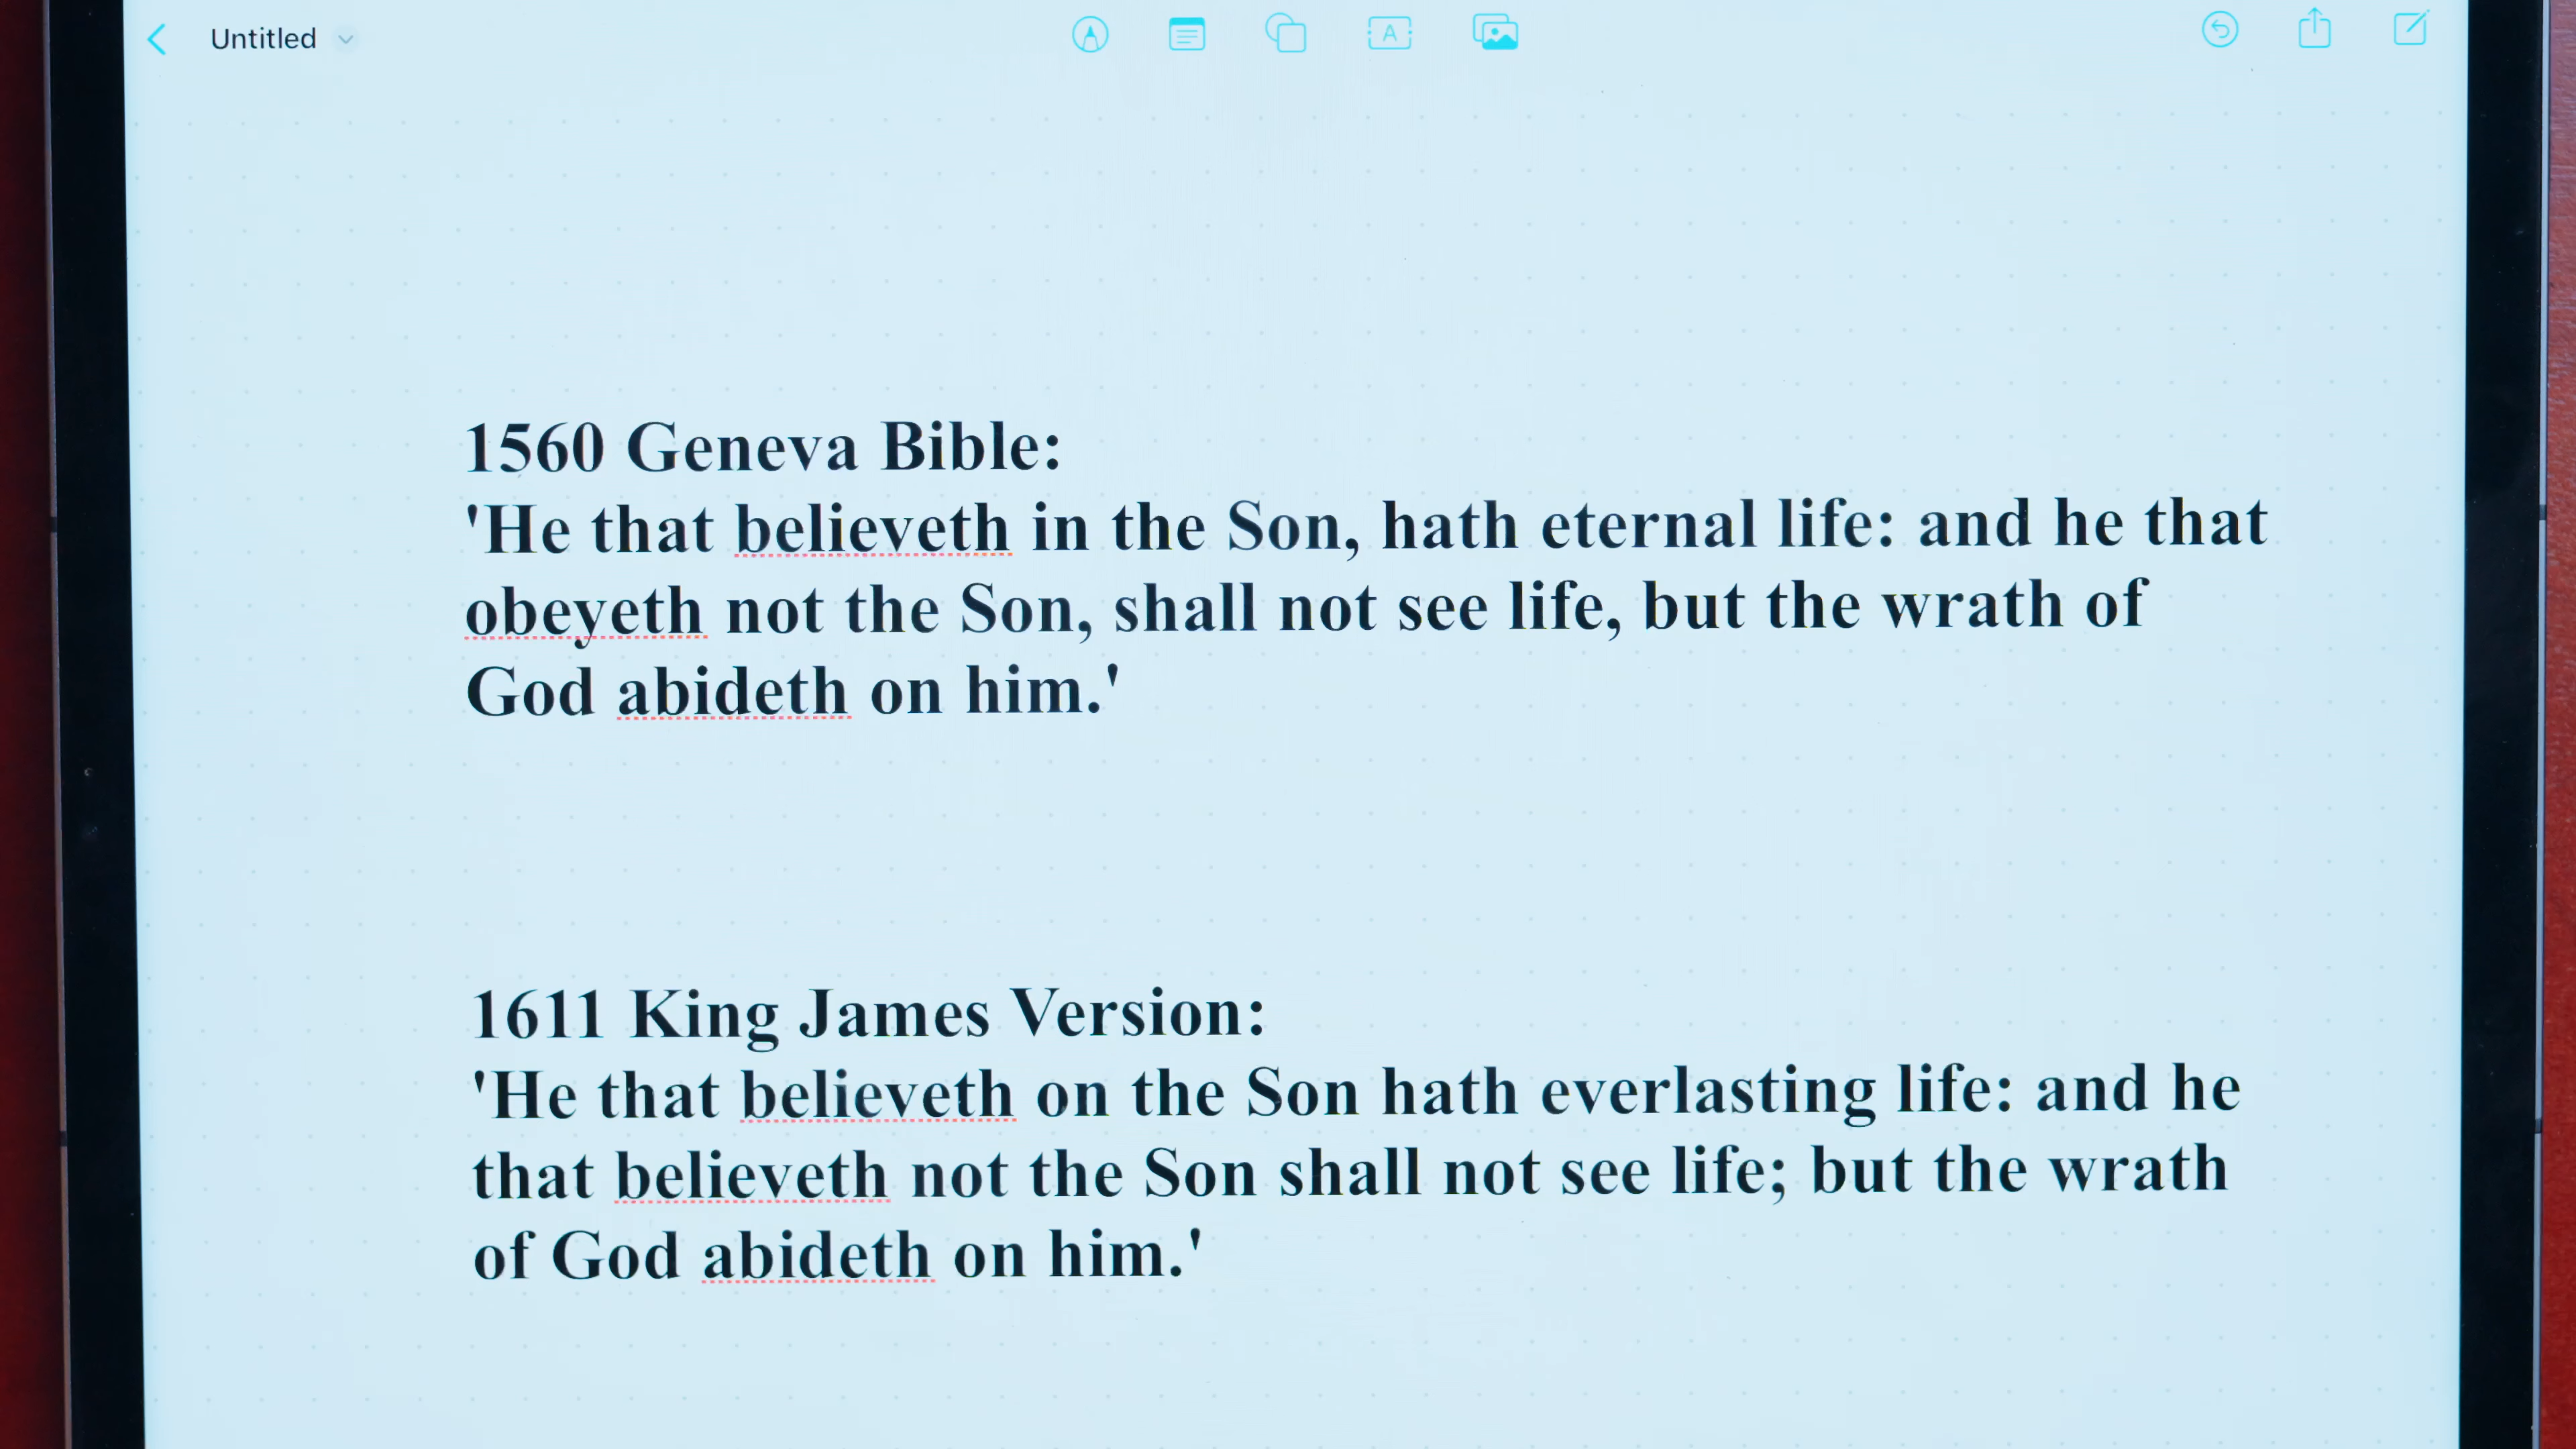 Untitled
A
1560 Geneva Bible:
'He that believeth in the Son, hath eternal life: and he that
obeyeth not the Son, shall not see life, but the wrath of
God abideth on him.'
1611 King James Version:
'He that believeth on the Son hath everlasting life: and he
that believeth not the Son shall not see life; but the wrath
of God abideth on him.'